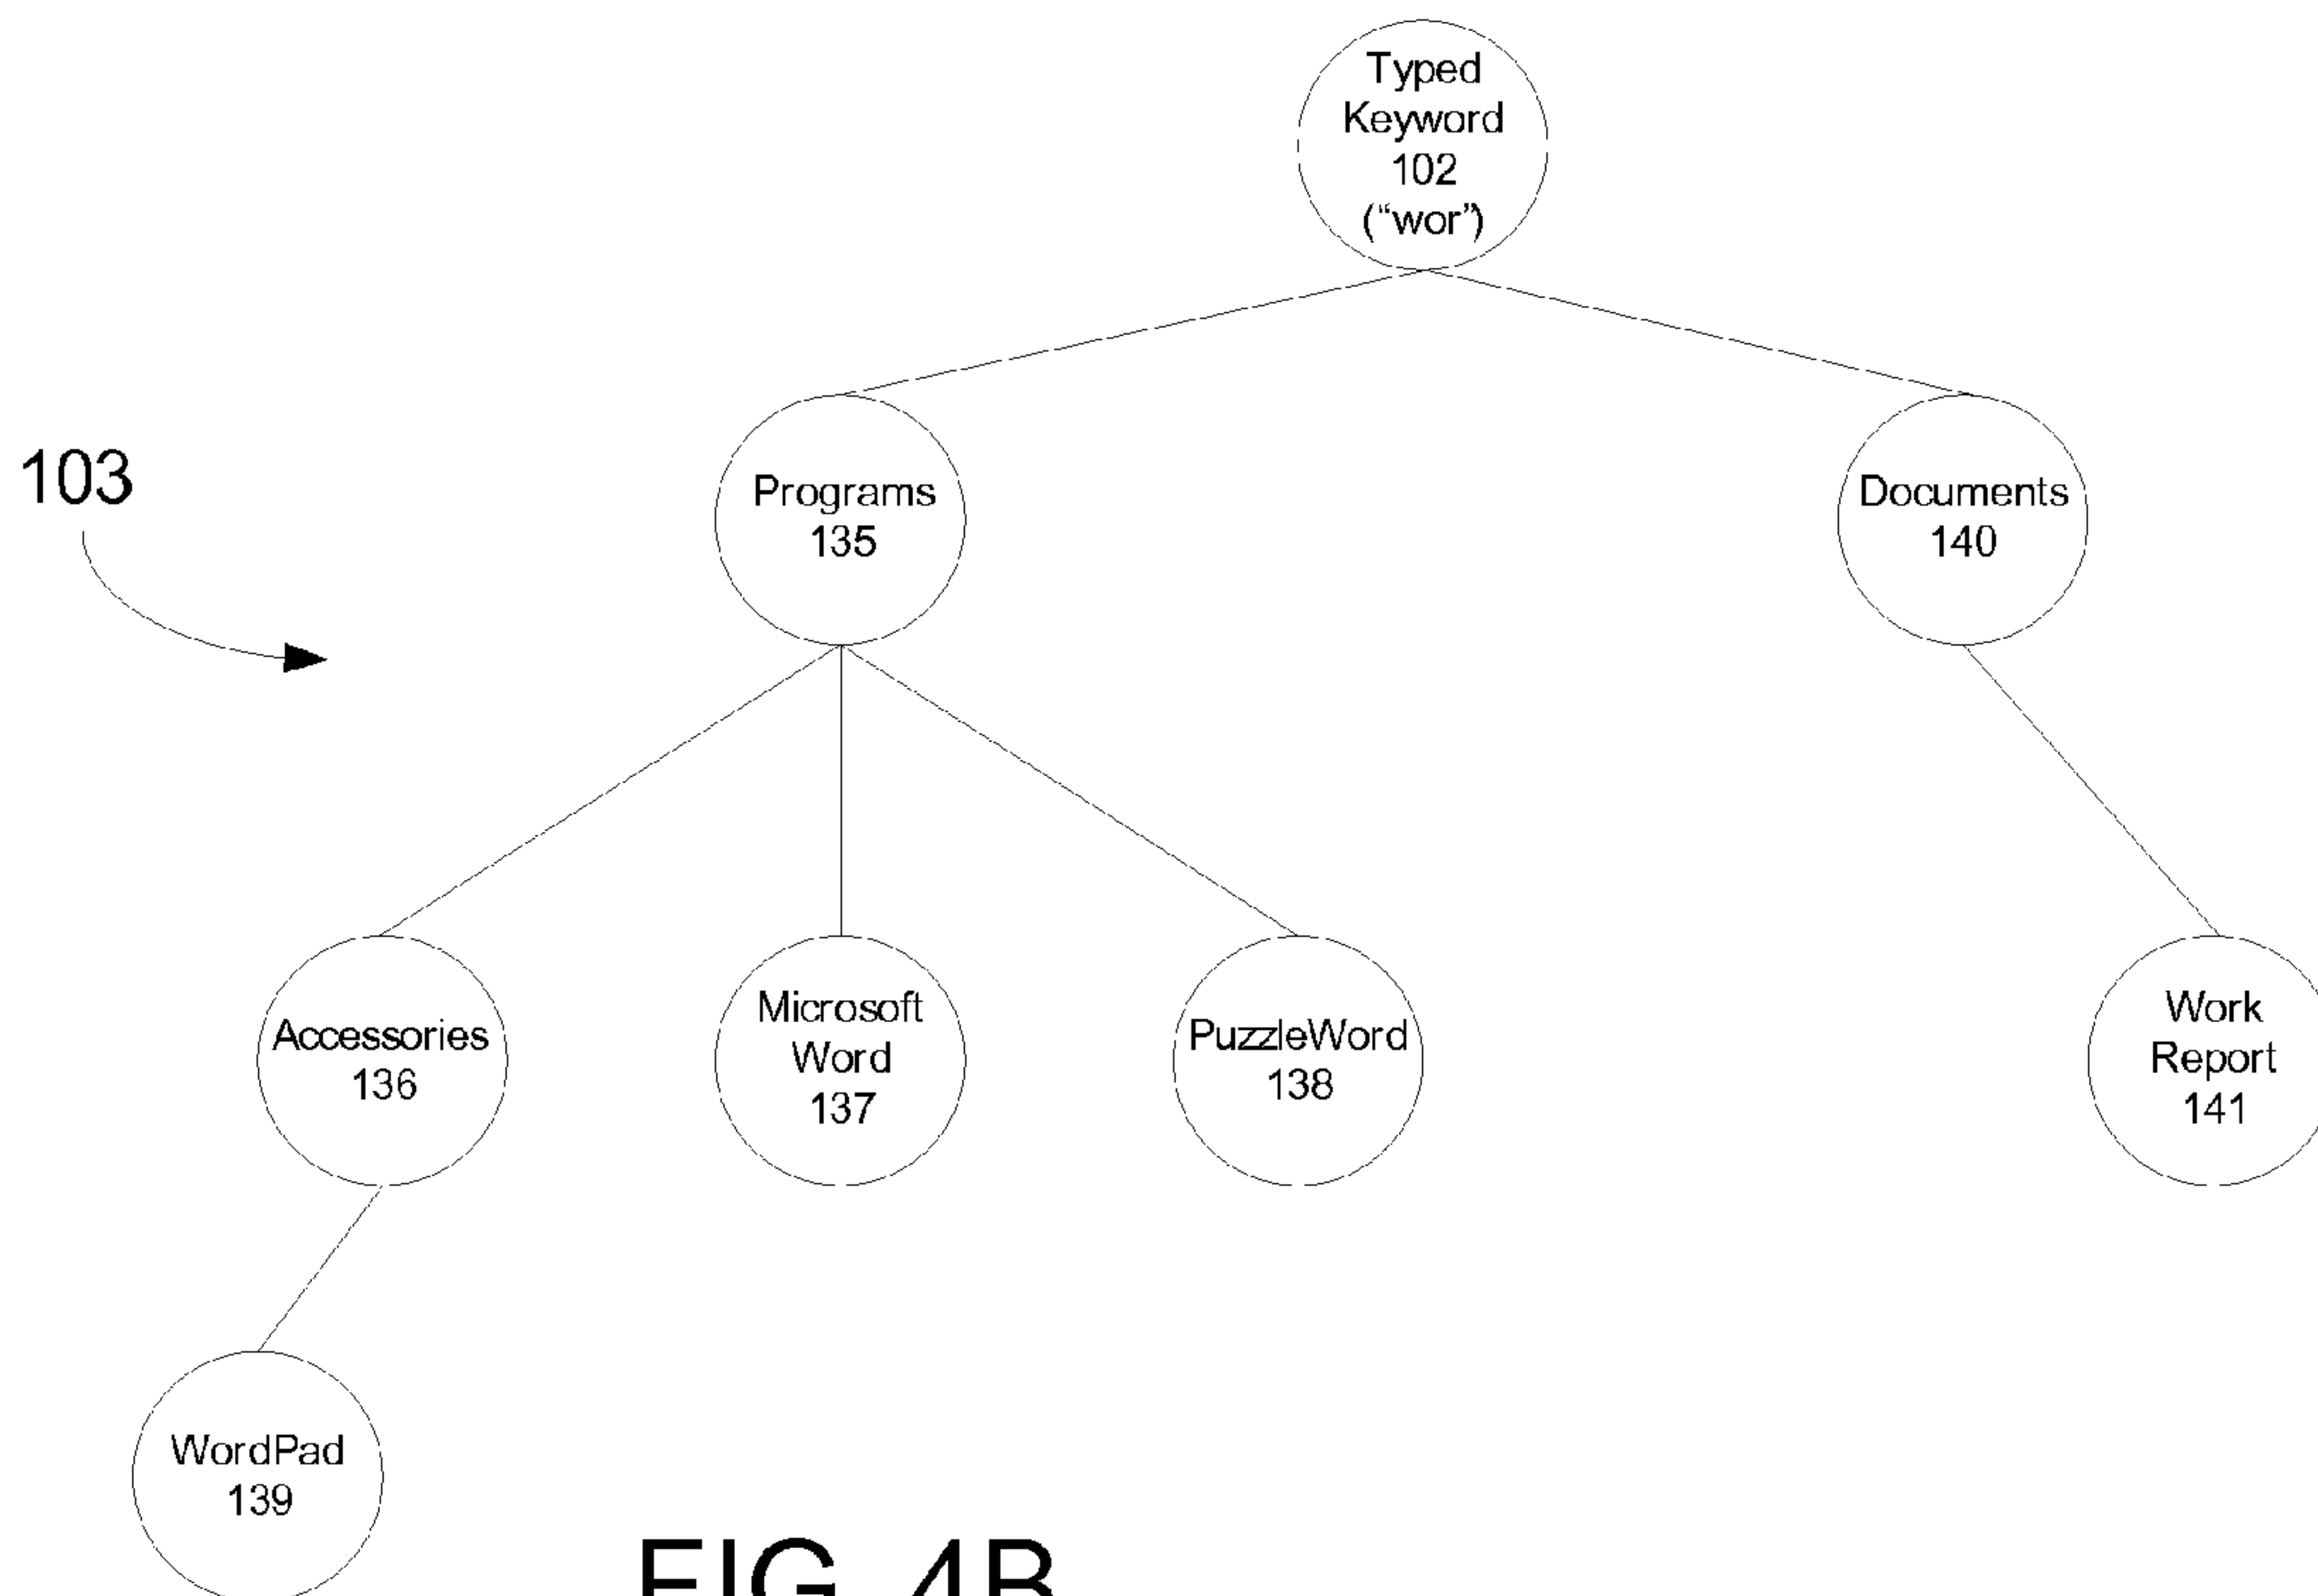 Typed
Keyword
102
(“wor”)
103
Programs
135
Documents
140
Accessories
136
Microsoft
Word
137
PuzzleWord
138
Work
Report
141
WordPad
139
FIG. 4B